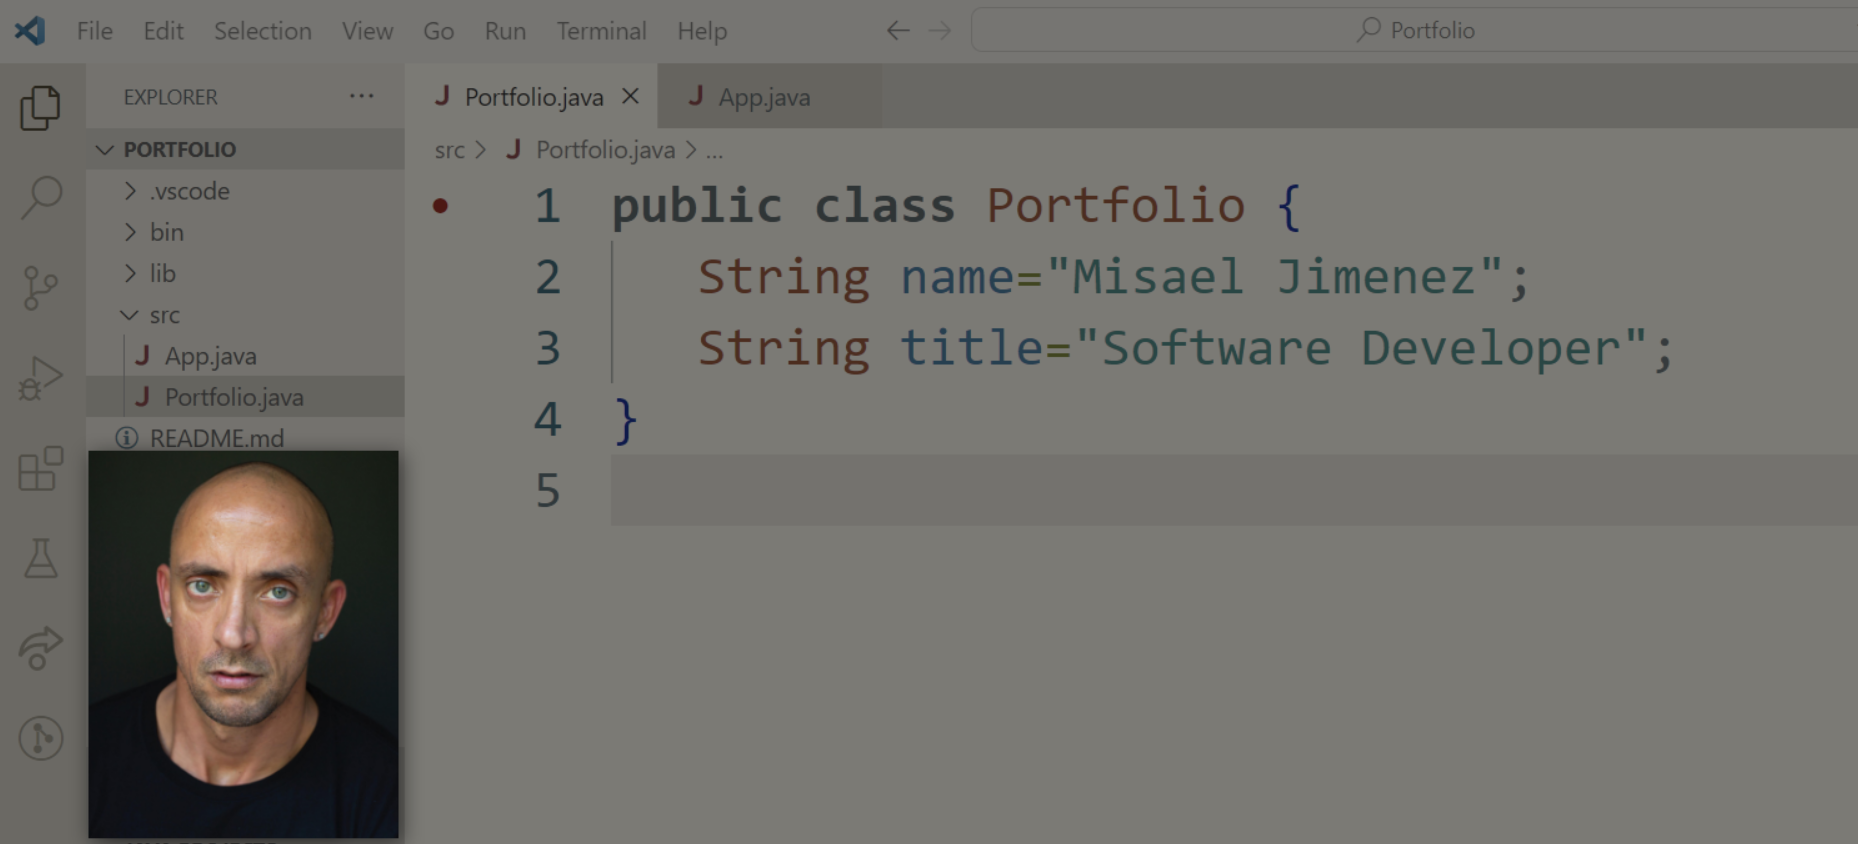 File Edit Selection View Go Run Terminal Help Portfolio
EXPLORER ...
Portfolio.java App.java
PORTFOLIO
src > Portfolio.java > ...
.vscode
bin
lib
src
App.java
Portfolio.java
README.md
1 public class Portfolio {
2 String name="Misael Jimenez";
3 String title="Software Developer";
4 }
5